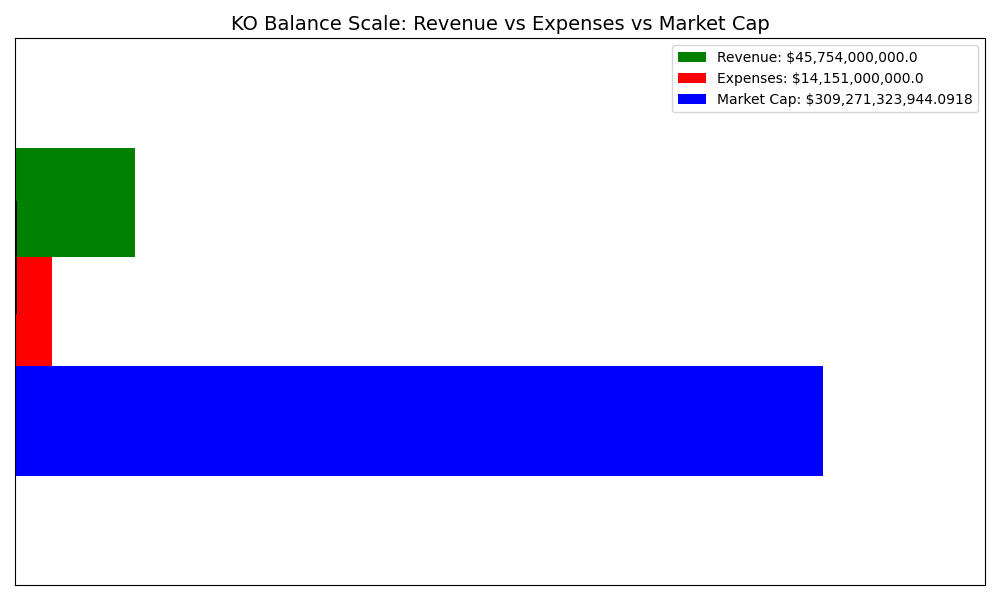 KO Balance Scale: Revenue vs Expenses vs Market Cap
Revenue: $45,754,000,000.0
Expenses: $14,151,000,000.0
Market Cap: $309,271,323,944.0918